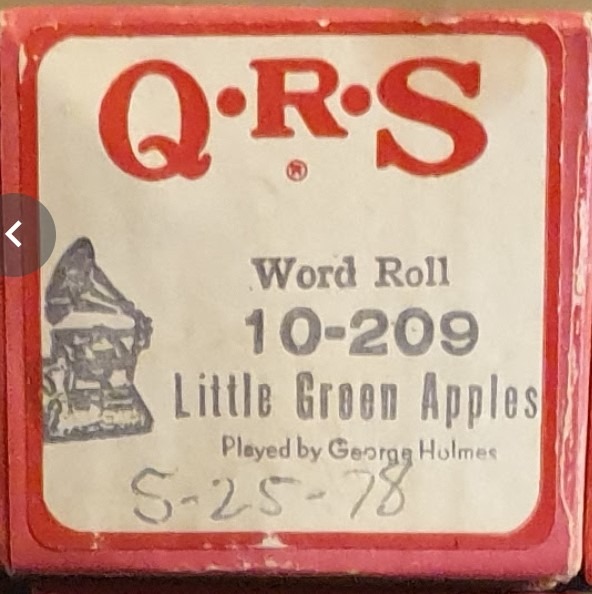 Q•R•S
®
Word Roll
10-209
Little Green Apples
Played by George Holmes
5-25-78